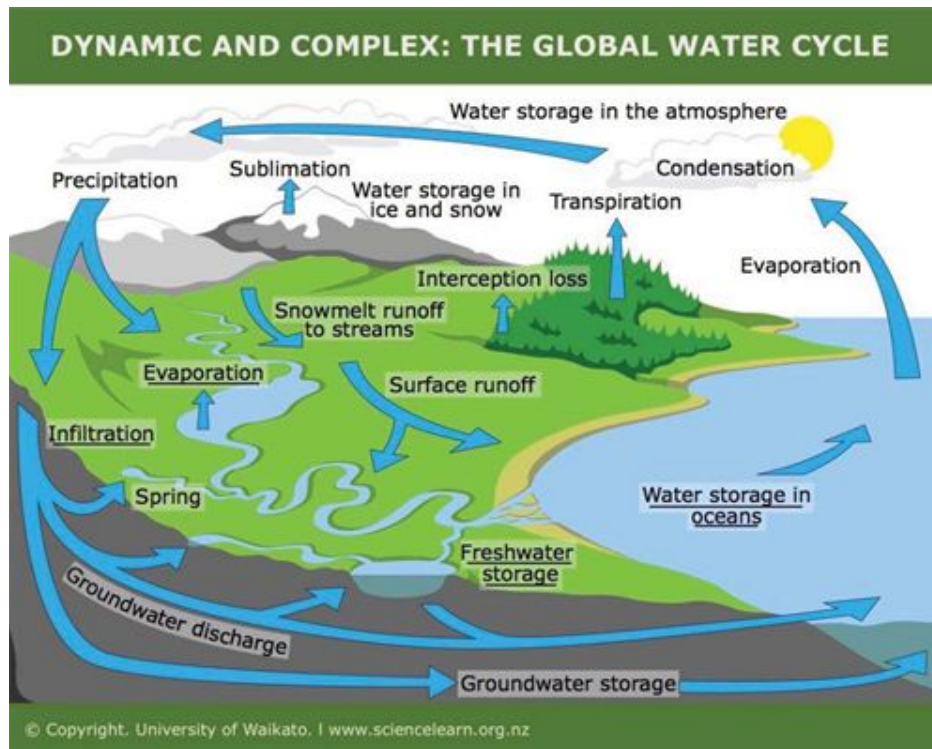 DYNAMIC AND COMPLEX: THE GLOBAL WATER CYCLE
Water storage in the atmosphere
Condensation
Precipitation
Sublimation
Water storage in
ice and snow
Transpiration
Evaporation
Interception loss
Snowmelt runoff
to streams
Evaporation
Surface runoff
Infiltration
Spring
Water storage in
oceans
Freshwater
storage
Groundwater discharge
Groundwater storage
© Copyright. University of Waikato. I www.sciencelearn.org.nz